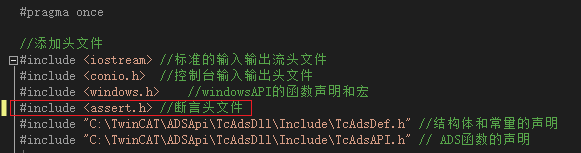 #pragma once
//添加头文件
#include <iostream> //标准的输入输出流头文件
#include <conio.h> //控制台输入输出头文件
#include <windows.h> //windowsAPI的函数声明和宏
#include <assert.h> //断言头文件
#include "C:\TwinCAT\ADSApi\TcAdsDll\Include\TcAdsDef.h" //结构体和常量的声明
#include "C:\TwinCAT\ADSApi\TcAdsDll\Include\TcAdsAPI.h" // ADS函数的声明